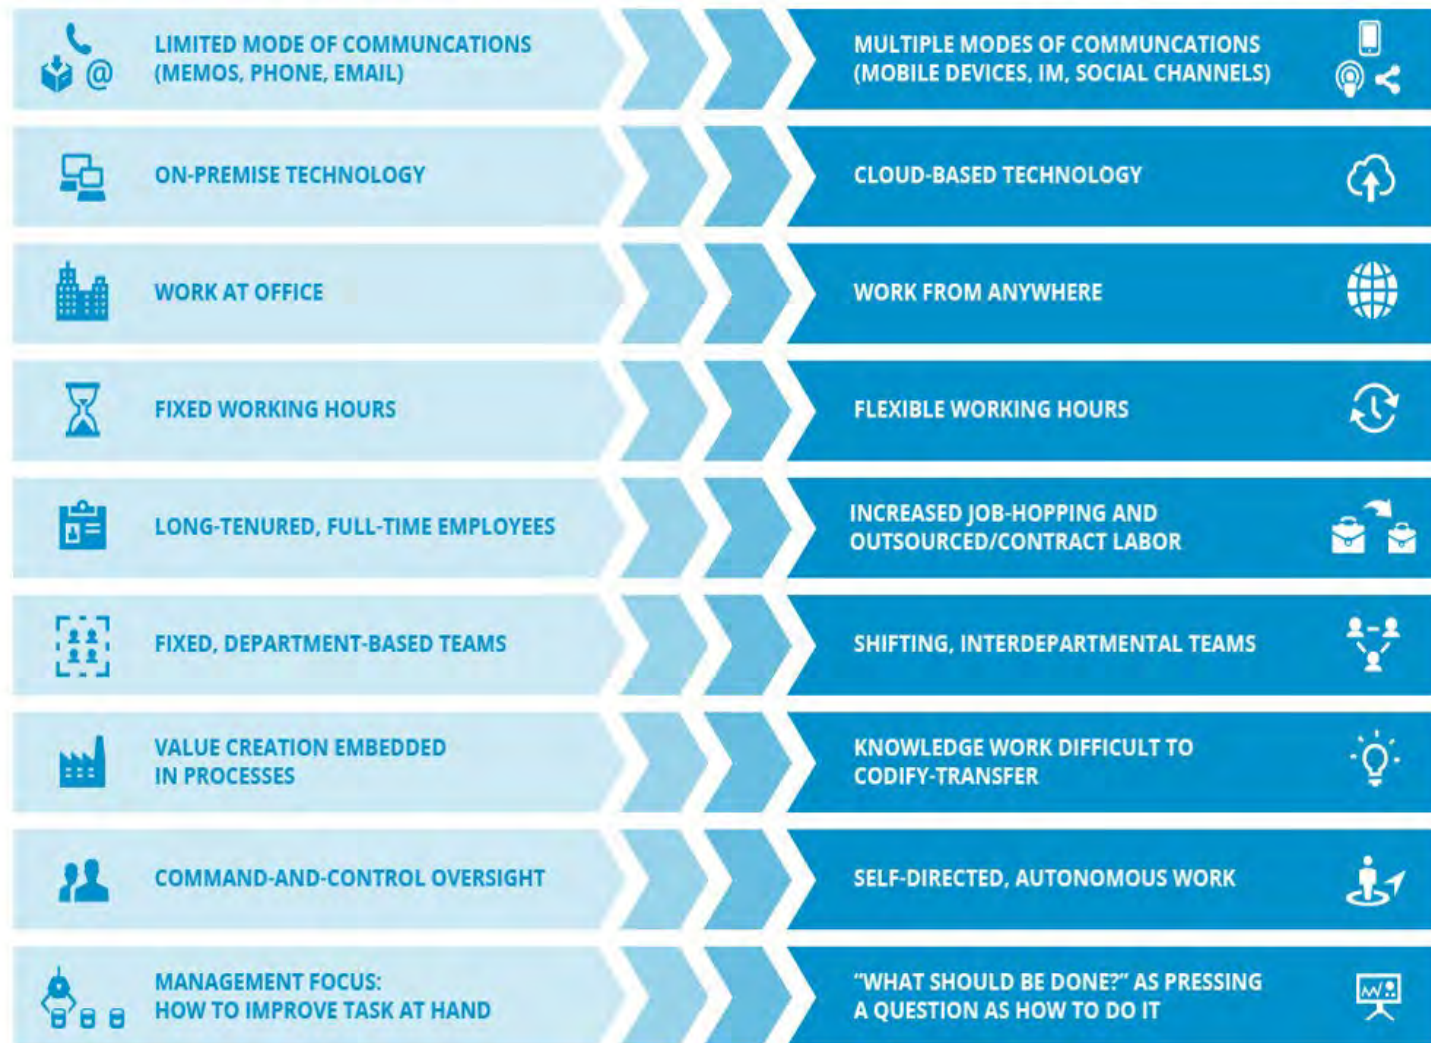 LIMITED MODE OF COMMUNCATIONS
(MEMOS, PHONE, EMAIL)
MULTIPLE MODES OF COMMUNCATIONS
(MOBILE DEVICES, IM, SOCIAL CHANNELS)
ON-PREMISE TECHNOLOGY
CLOUD-BASED TECHNOLOGY
WORK AT OFFICE
WORK FROM ANYWHERE
FIXED WORKING HOURS
FLEXIBLE WORKING HOURS
LONG-TENURED, FULL-TIME EMPLOYEES
INCREASED JOB-HOPPING AND
OUTSOURCED/CONTRACT LABOR
FIXED, DEPARTMENT-BASED TEAMS
SHIFTING, INTERDEPARTMENTAL TEAMS
VALUE CREATION EMBEDDED
IN PROCESSES
KNOWLEDGE WORK DIFFICULT TO
CODIFY-TRANSFER
COMMAND-AND-CONTROL OVERSIGHT
SELF-DIRECTED, AUTONOMOUS WORK
MANAGEMENT FOCUS:
HOW TO IMPROVE TASK AT HAND
“WHAT SHOULD BE DONE?” AS PRESSING
A QUESTION AS HOW TO DO IT